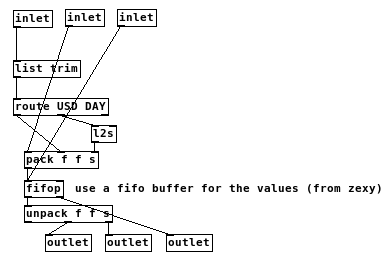 inlet inlet inlet
list trim
route USD DAY
l2s
pack f f s
fifop use a fifo buffer for the values (from zexy)
unpack f f s
outlet outlet outlet